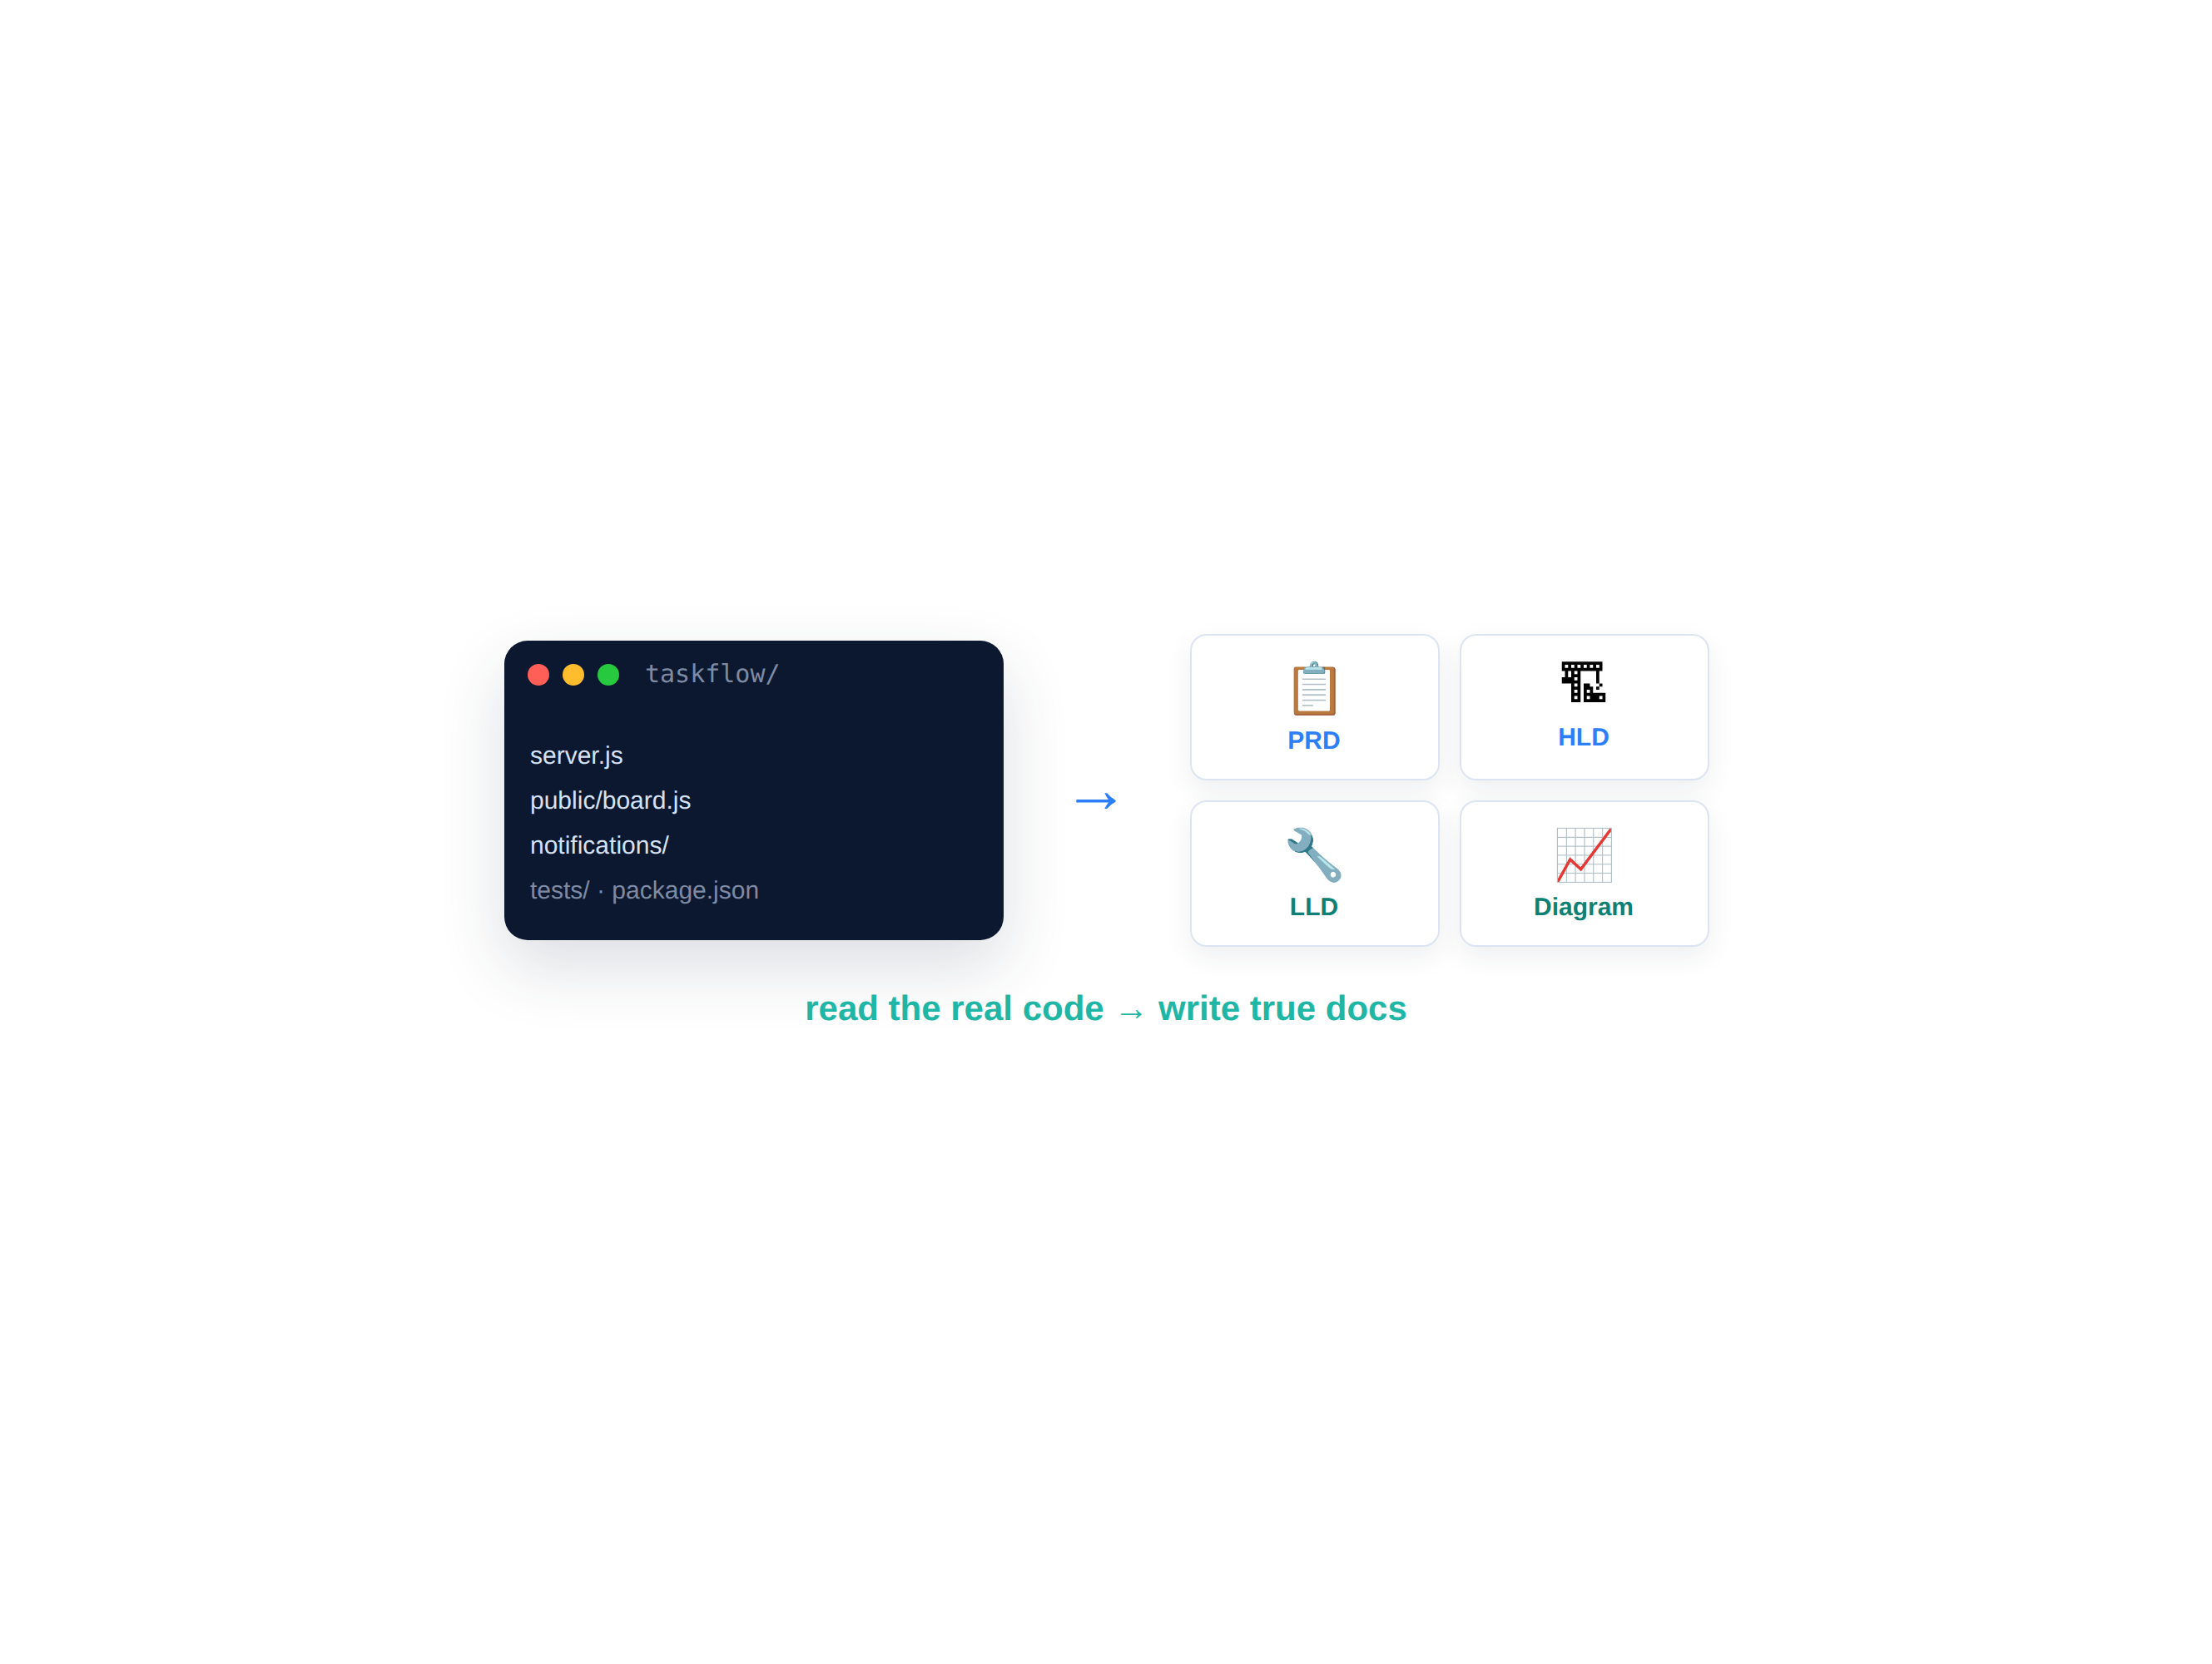 taskflow/
server.js
public/board.js
notifications/
tests/ · package.json
→
PRD
HLD
LLD
Diagram
read the real code → write true docs